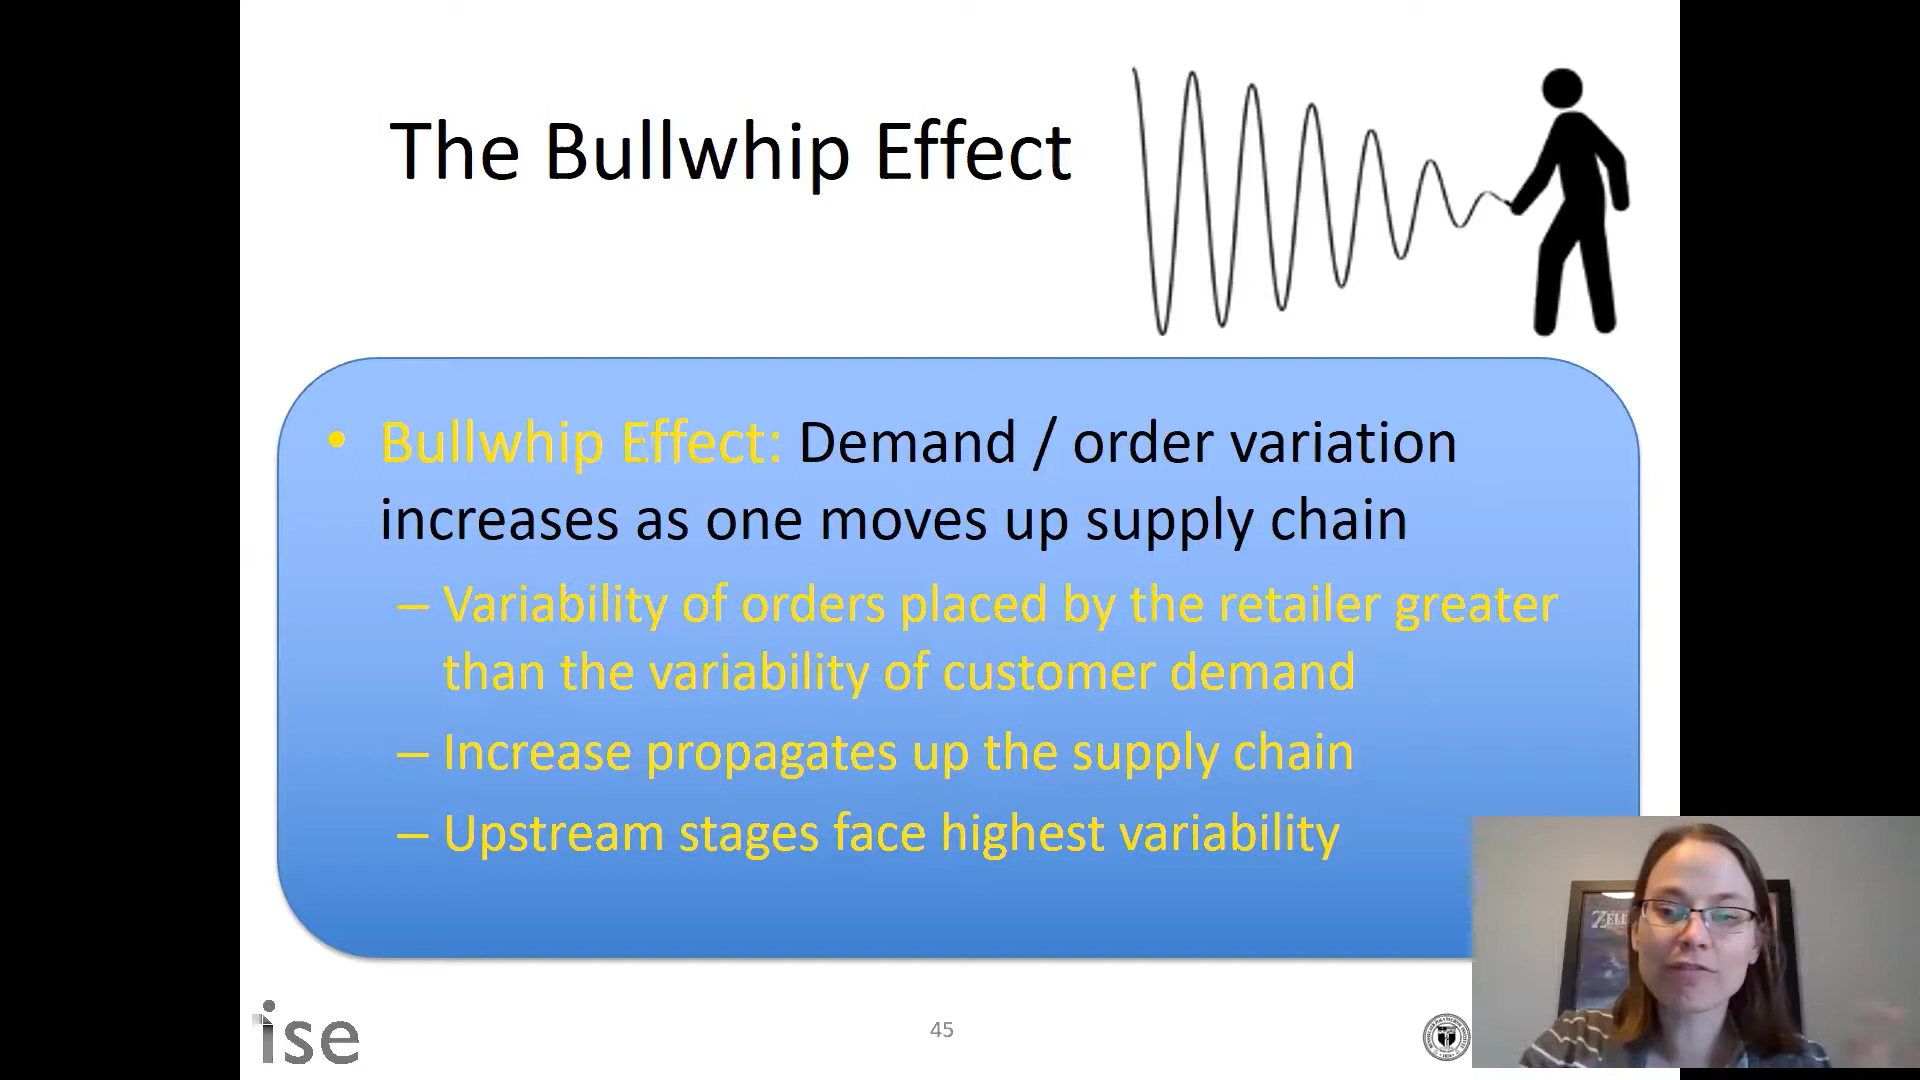 The Bullwhip Effect
• Bullwhip Effect: Demand / order variation
increases as one moves up supply chain
– Variability of orders placed by the retailer greater
than the variability of customer demand
– Increase propagates up the supply chain
– Upstream stages face highest variability
ise
45